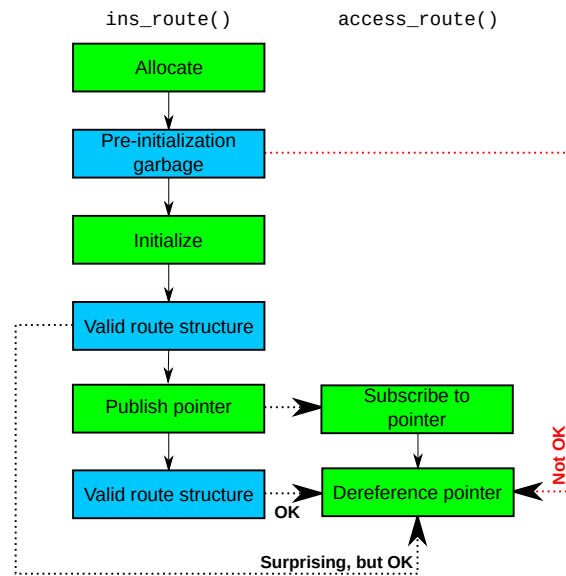 ins_route()
access_route()
Allocate
Pre-initialization
garbage
Initialize
Valid route structure
Publish pointer
Subscribe to
pointer
Not OK
Valid route structure
OK
Dereference pointer
Surprising, but OK